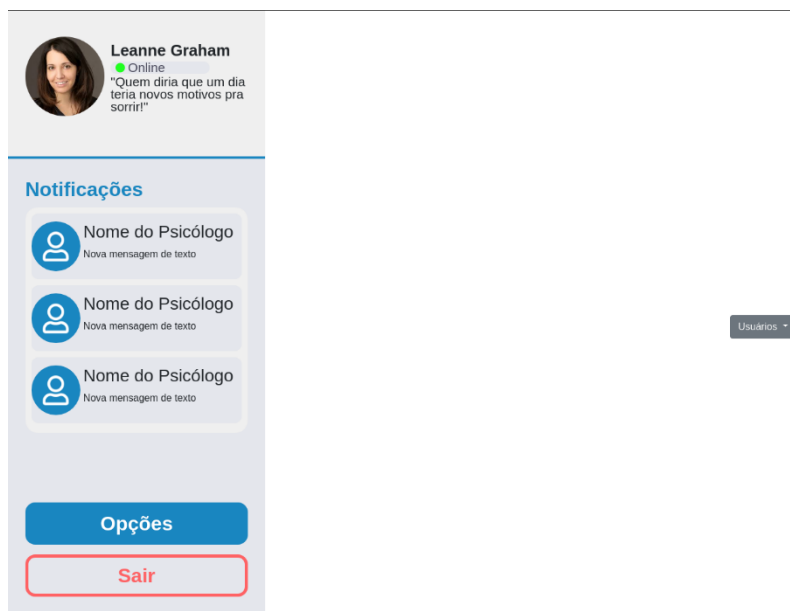 Leanne Graham
Online
"Quem diria que um dia
teria novos motivos pra
sorrir!"
Notificações
Nome do Psicólogo
Nova mensagem de texto
Nome do Psicólogo
Nova mensagem de texto
Nome do Psicólogo
Nova mensagem de texto
Opções
Sair
Usuários